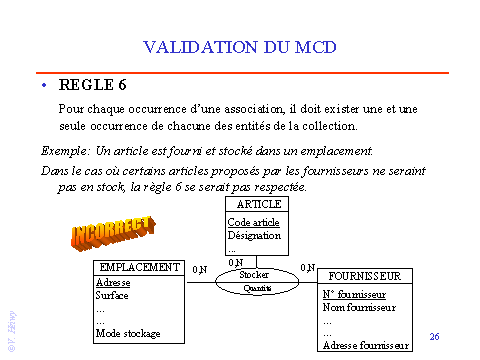 VALIDATION DU MCD
• REGLE 6
Pour chaque occurrence d'une association, il doit exister une et une
seule occurrence de chacune des entités de la collection.
Exemple: Un article est fourni et stocké dans un emplacement.
Dans le cas où certains articles proposés par les fournisseurs ne seraint
pas en stock, la règle 6 se serait pas respectée.
INCORRECT
ARTICLE
Code article
Désignation
...
0,N
EMPLACEMENT
Adresse
Surface
...
...
Mode stockage
0,N
Stocker
Quantité
0,N
FOURNISSEUR
N° fournisseur
Nom fournisseur
...
...
Adresse fournisseur
26